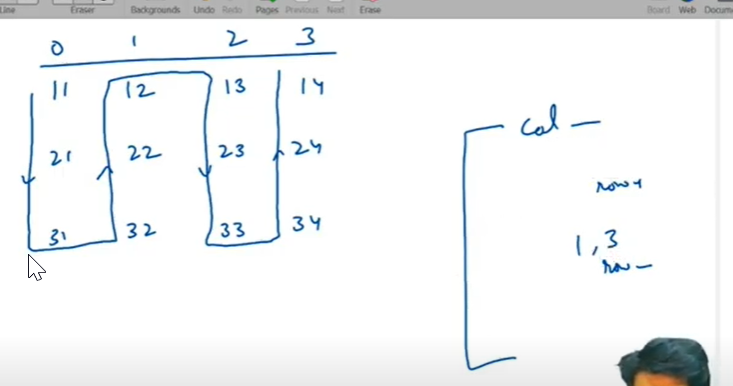 Line Eraser Backgrounds Undo Redo Pages Previous Next Erase Board Web Docum
0 1 2 3
11 12 13 14
21 22 23 24
31 32 33 34
col
row+
1,3
row-